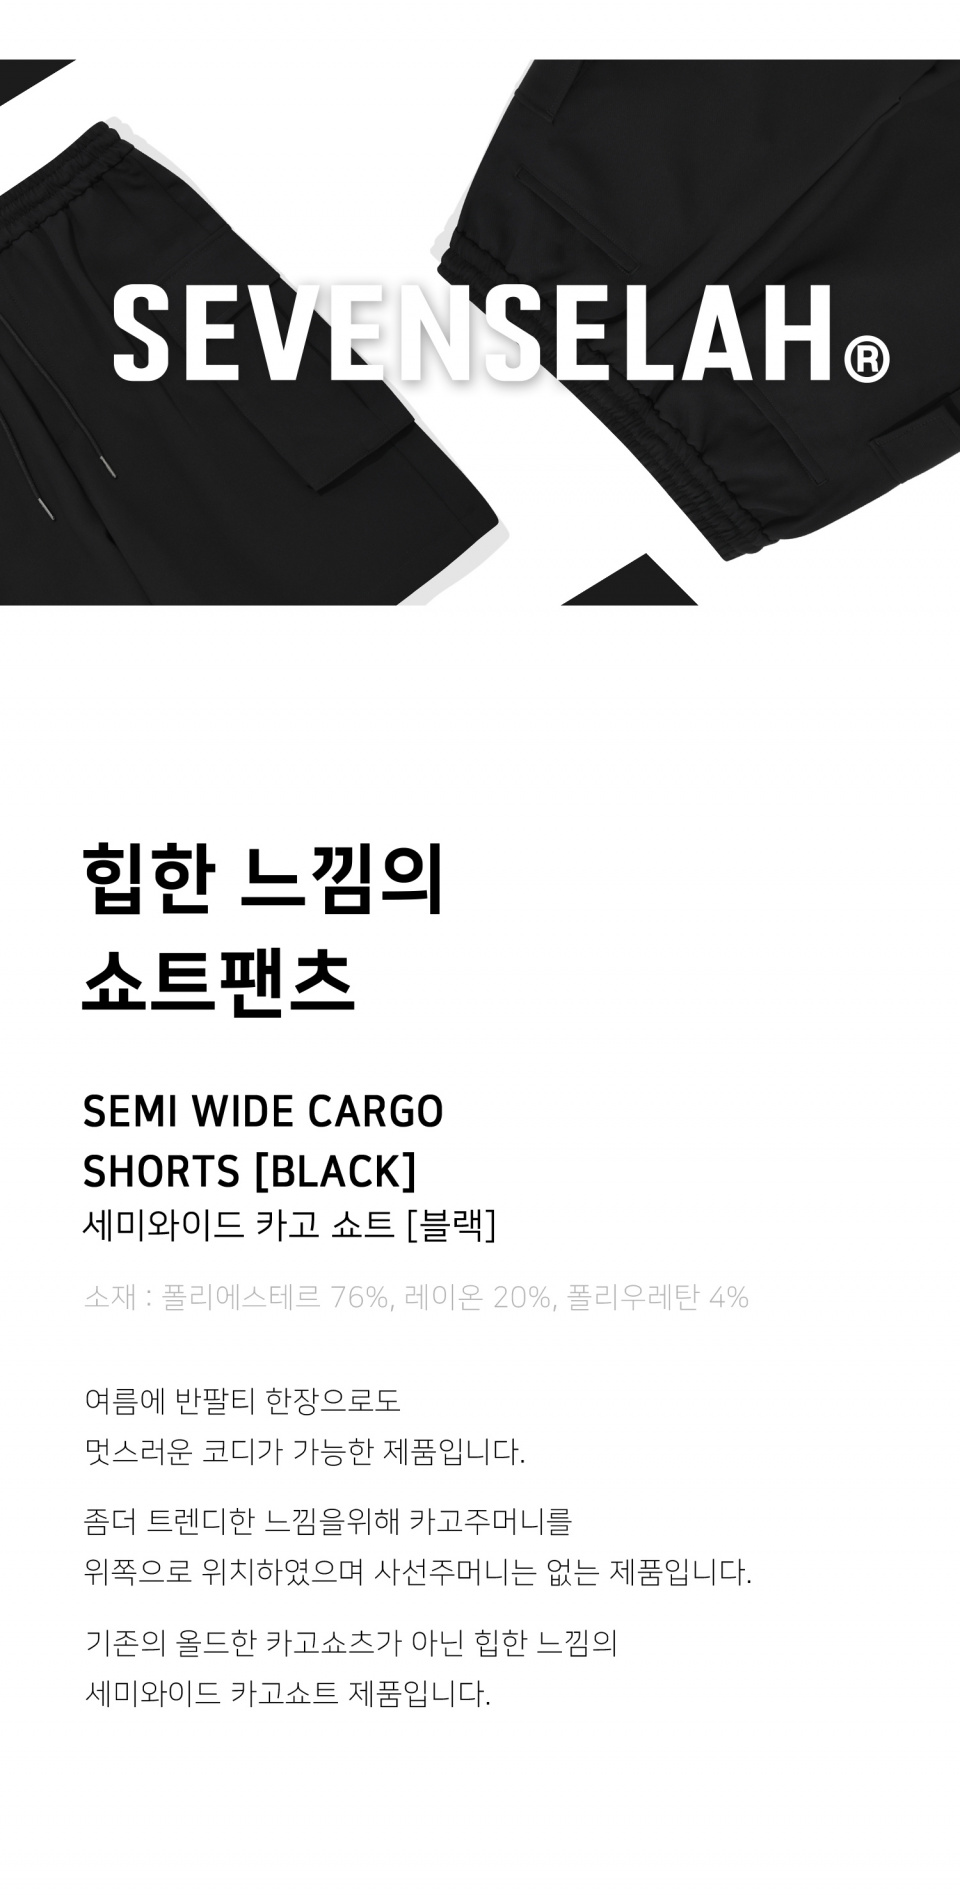 SEVENSELAH®
힙한 느낌의
쇼트팬츠
SEMI WIDE CARGO
SHORTS [BLACK]
세미와이드 카고 쇼트 [블랙]
소재 : 폴리에스테르 76%, 레이온 20%, 폴리우레탄 4%
여름에 반팔티 한장으로도
멋스러운 코디가 가능한 제품입니다.
좀더 트렌디한 느낌을위해 카고주머니를
위쪽으로 위치하였으며 사선주머니는 없는 제품입니다.
기존의 올드한 카고쇼츠가 아닌 힙한 느낌의
세미와이드 카고쇼트 제품입니다.